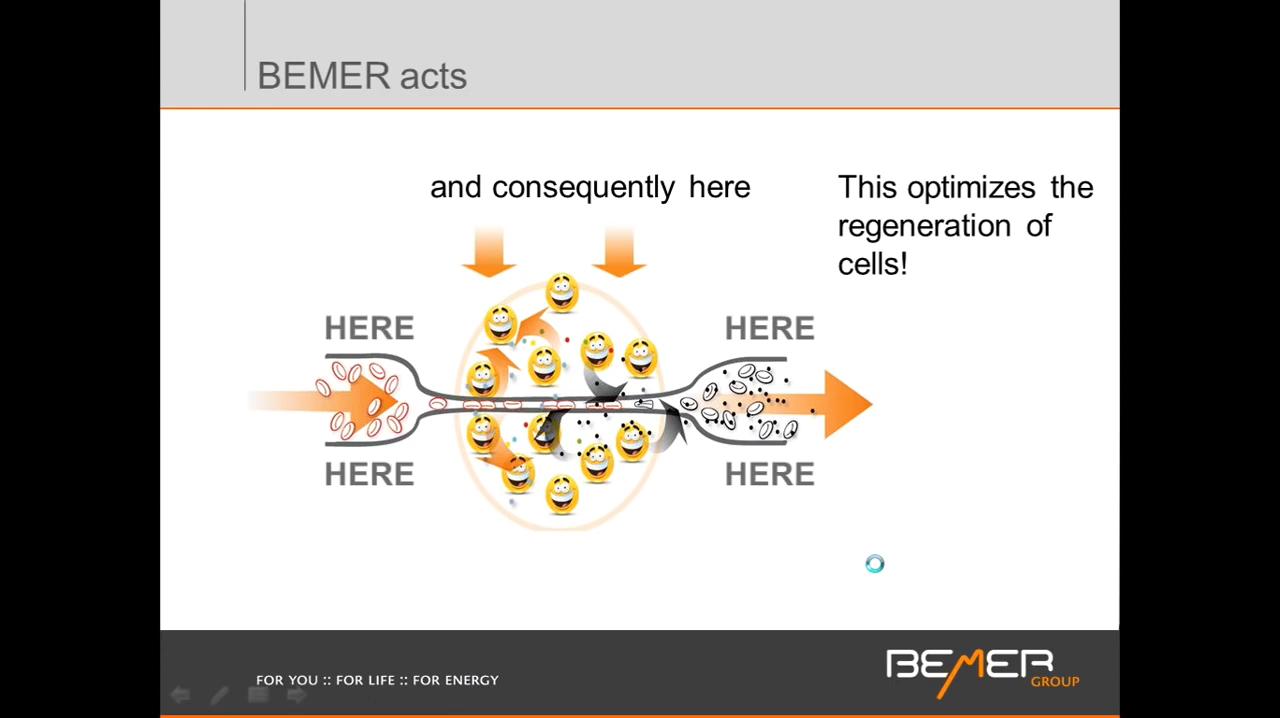 BEMER acts
and consequently here
This optimizes the
regeneration of
cells!
HERE
HERE
HERE
HERE
FOR YOU :: FOR LIFE :: FOR ENERGY
BEMER
GROUP